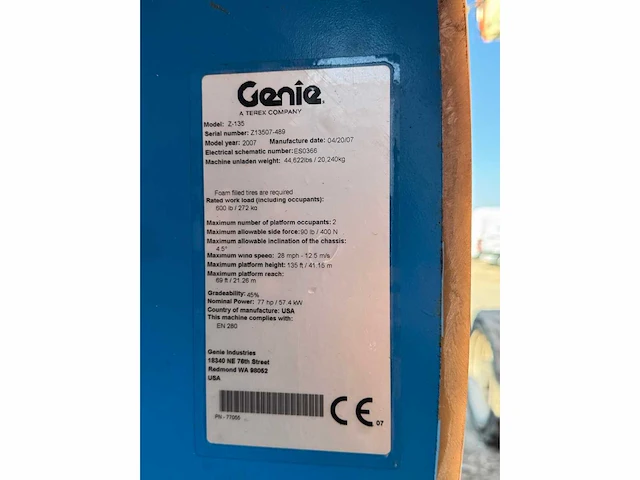 Genie
A TEREX COMPANY
Model: Z-135
Serial number: Z13507-489
Model year: 2007 Manufacture date: 04/20/07
Electrical schematic number: ES0366
Machine unladen weight: 44,622lbs / 20,240kg
Foam filled tires are required
Rated work load (including occupants):
600 lb / 272 kg
Maximum number of platform occupants: 2
Maximum allowable side force: 90 lb / 400 N
Maximum allowable inclination of the chassis:
4.5°
Maximum wind speed: 28 mph - 12.5 m/s
Maximum platform height: 135 ft / 41.15 m
Maximum platform reach:
69 ft / 21.26 m
Gradeability: 45%
Nominal Power: 77 hp / 57.4 kW
Country of manufacture: USA
This machine complies with:
EN 280
Genie Industries
18340 NE 76th Street
Redmond WA 98052
USA
PN - 77055
CE 07